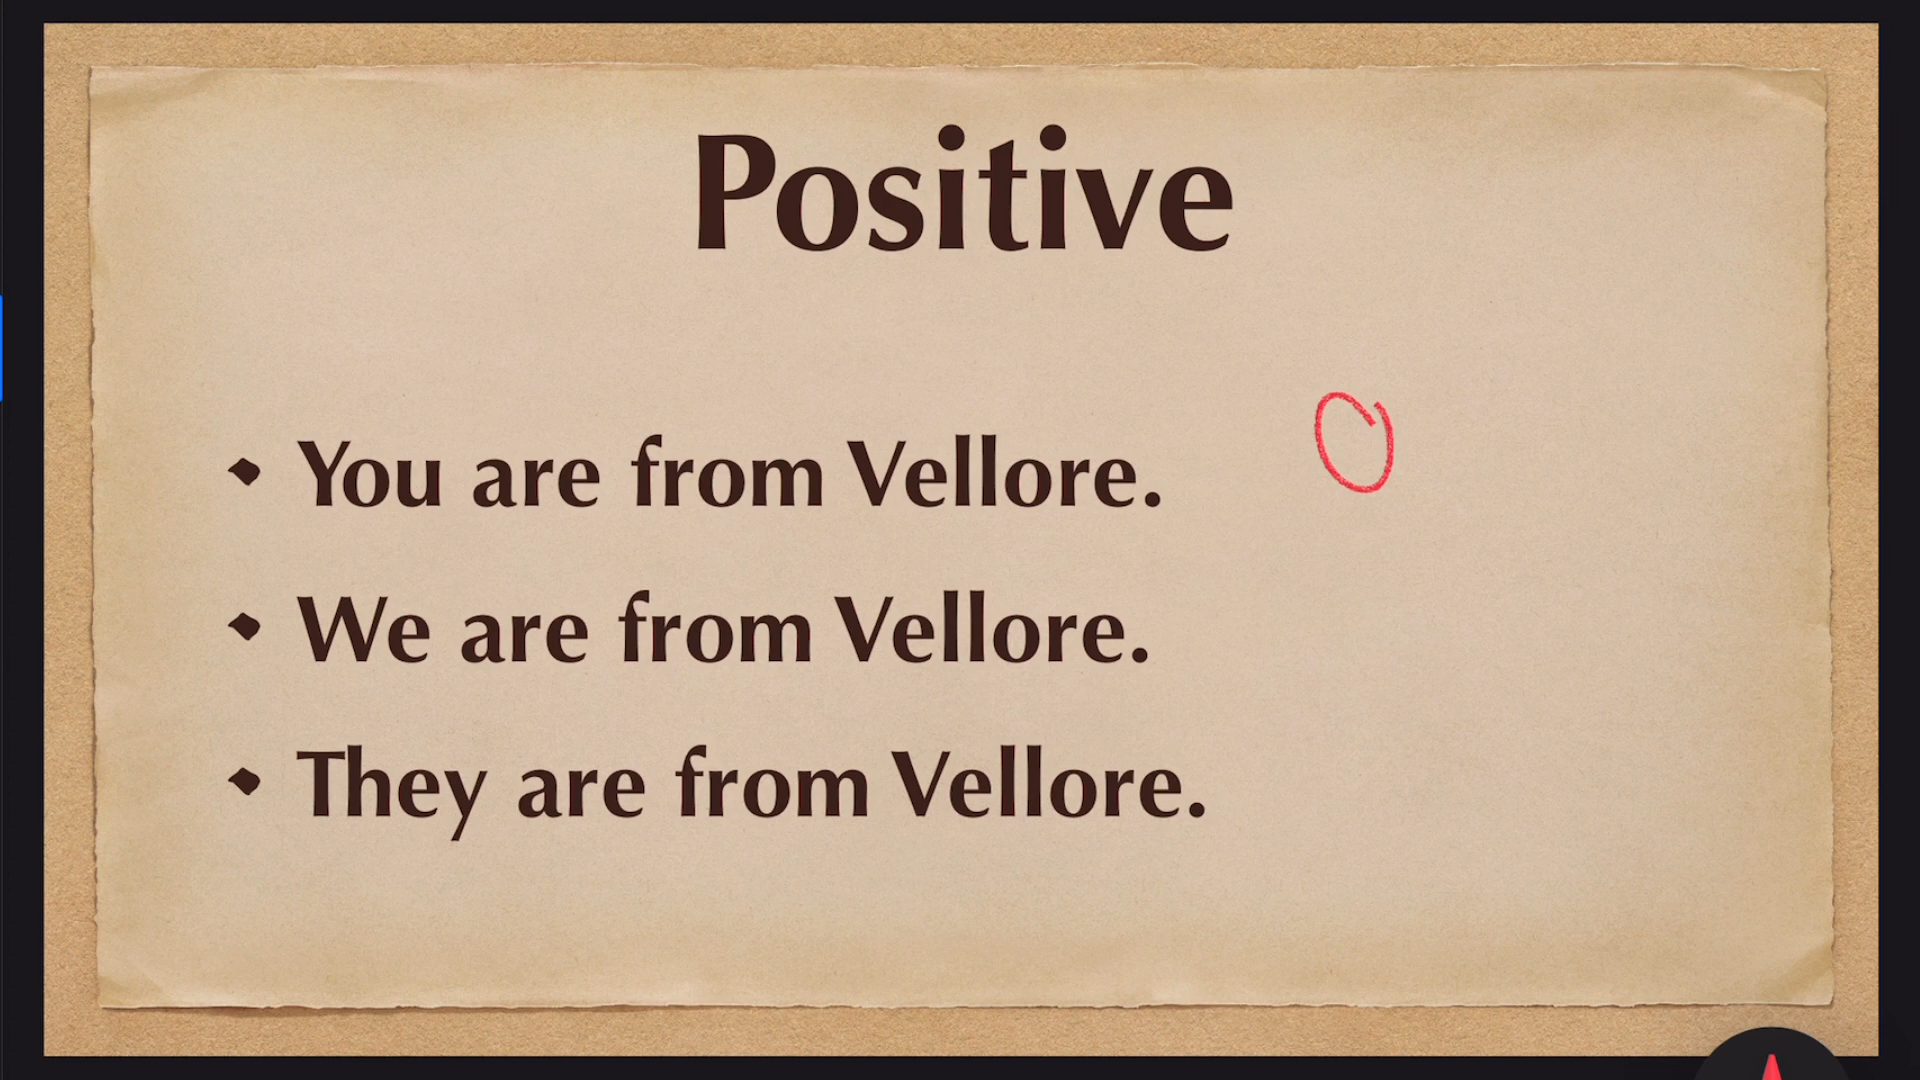 Positive
• You are from Vellore.
• We are from Vellore.
• They are from Vellore.